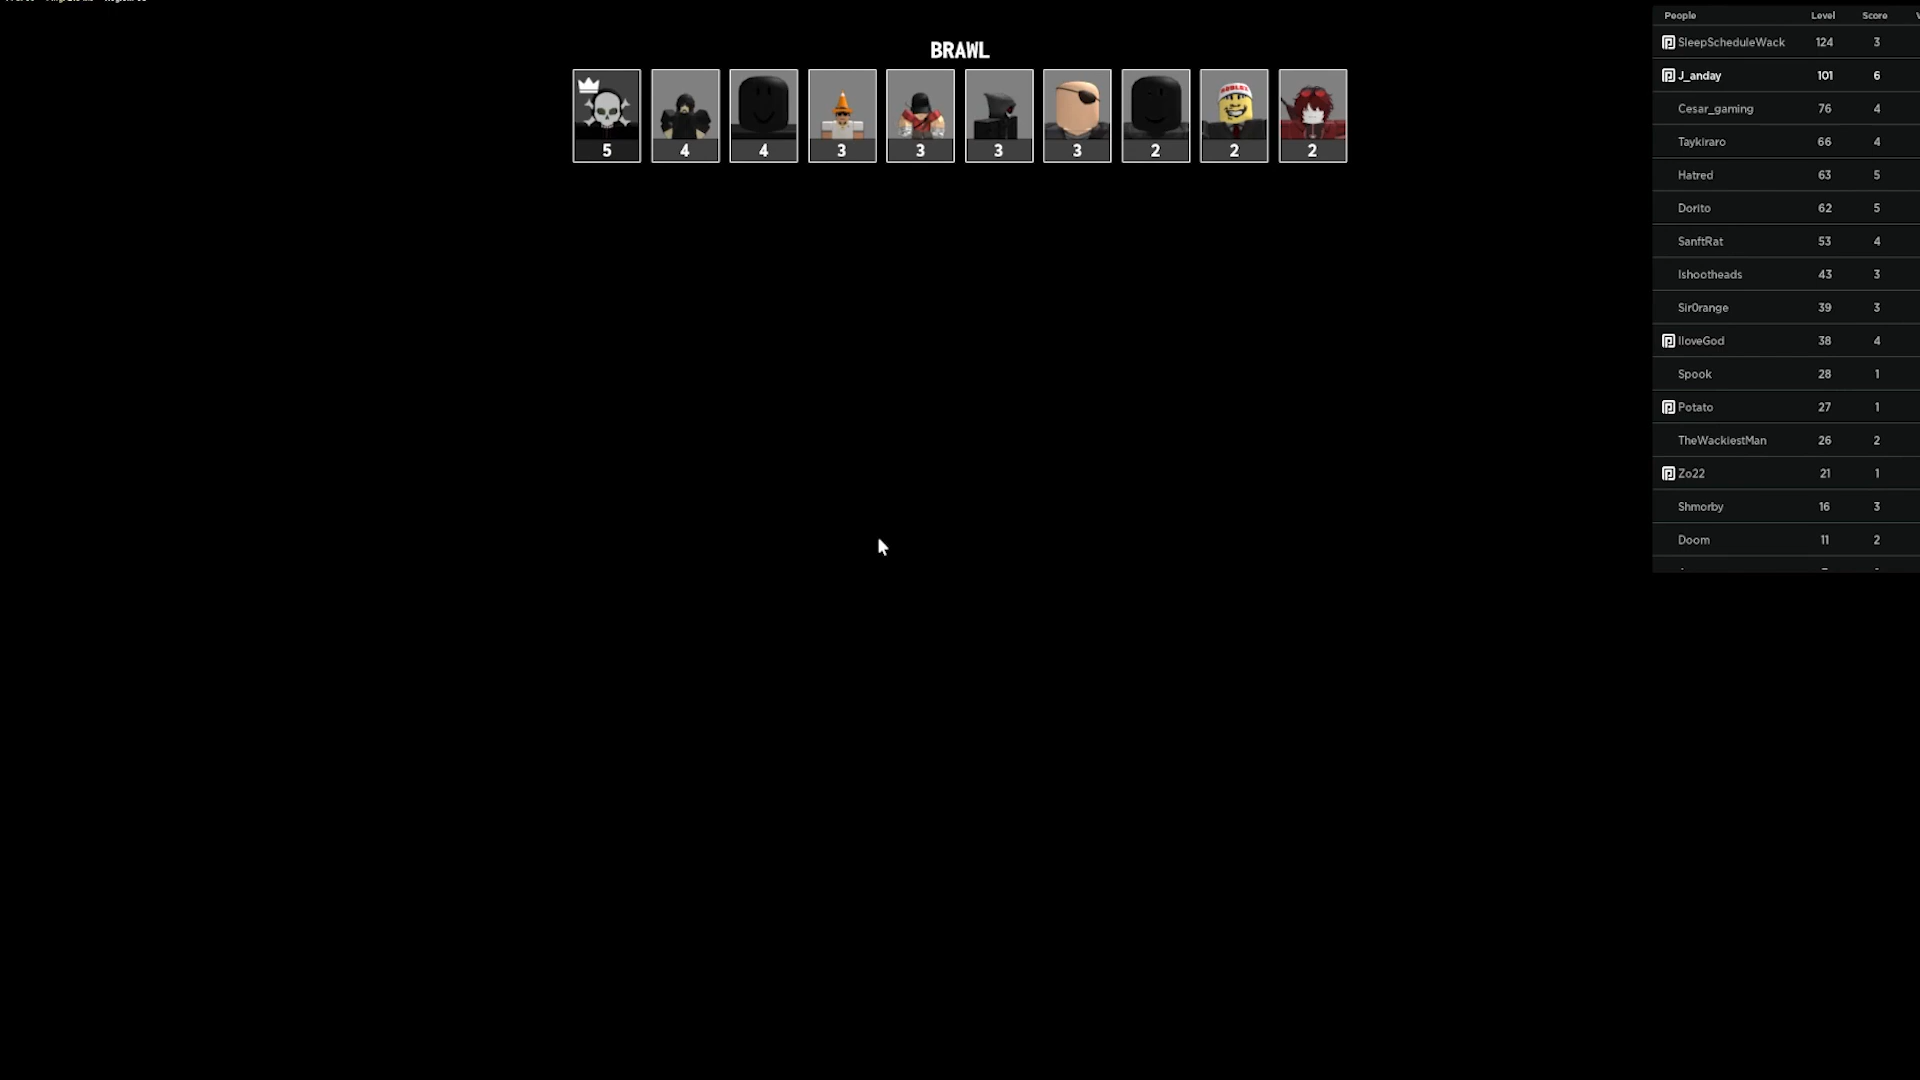 BRAWL
5 4 4 3 3 3 3 2 2 2
ROBLOX
People Level Score
SleepScheduleWack 124 3
J_anday 101 6
Cesar_gaming 76 4
Taykiraro 66 4
Hatred 63 5
Dorito 62 5
SanftRat 53 4
Ishootheads 43 3
Sir0range 39 3
IloveGod 38 4
Spook 28 1
Potato 27 1
TheWackiestMan 26 2
Zo22 21 1
Shmorby 16 3
Doom 11 2